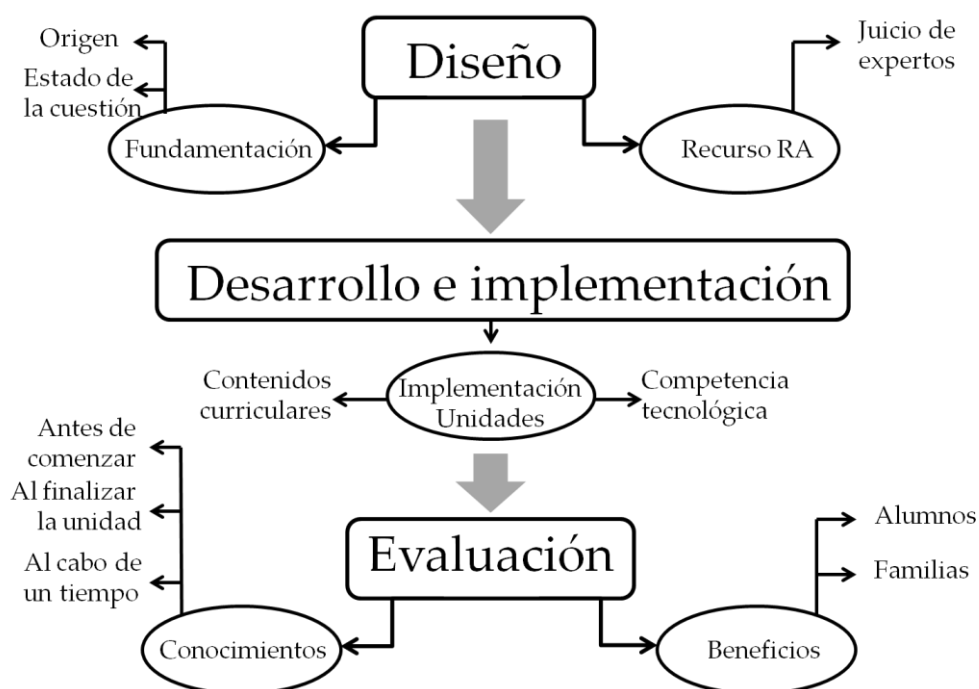 Origen
Estado de
la cuestión
Fundamentación
Diseño
Juicio de
expertos
Recurso RA
Desarrollo e implementación
Contenidos
curriculares
Implementación
Unidades
Competencia
tecnológica
Antes de
comenzar
Al finalizar
la unidad
Al cabo de
un tiempo
Conocimientos
Evaluación
Alumnos
Familias
Beneficios